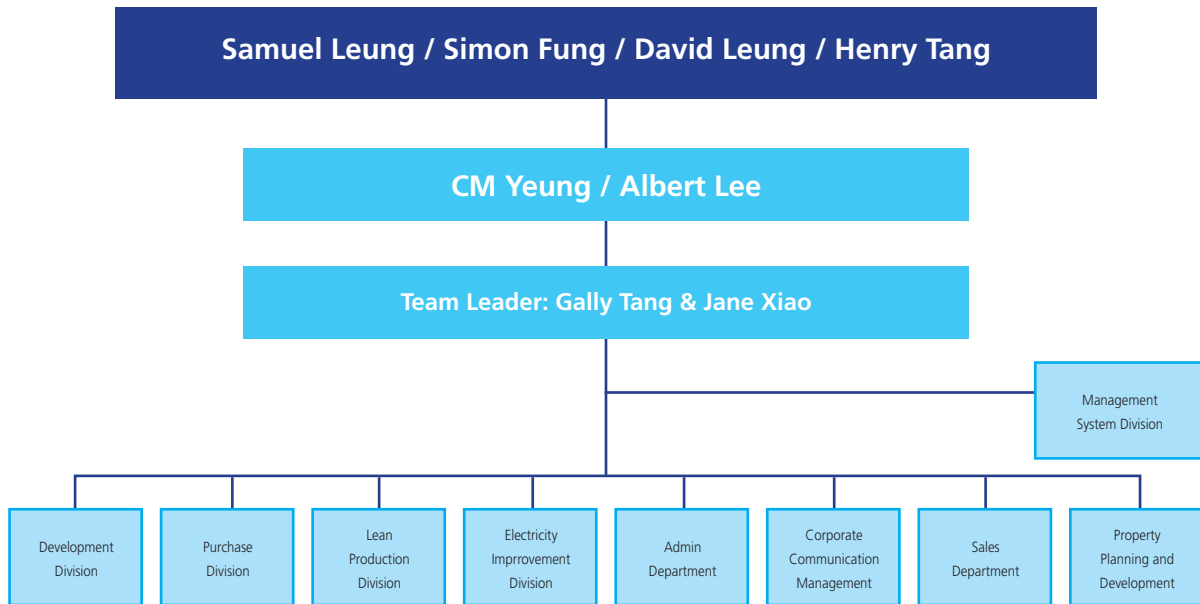 Samuel Leung / Simon Fung / David Leung / Henry Tang
CM Yeung / Albert Lee
Team Leader: Gally Tang & Jane Xiao
Management
System Division
Development
Division
Purchase
Division
Lean
Production
Division
Electricity
Imprrovement
Division
Admin
Department
Corporate
Communication
Management
Sales
Department
Property
Planning and
Development